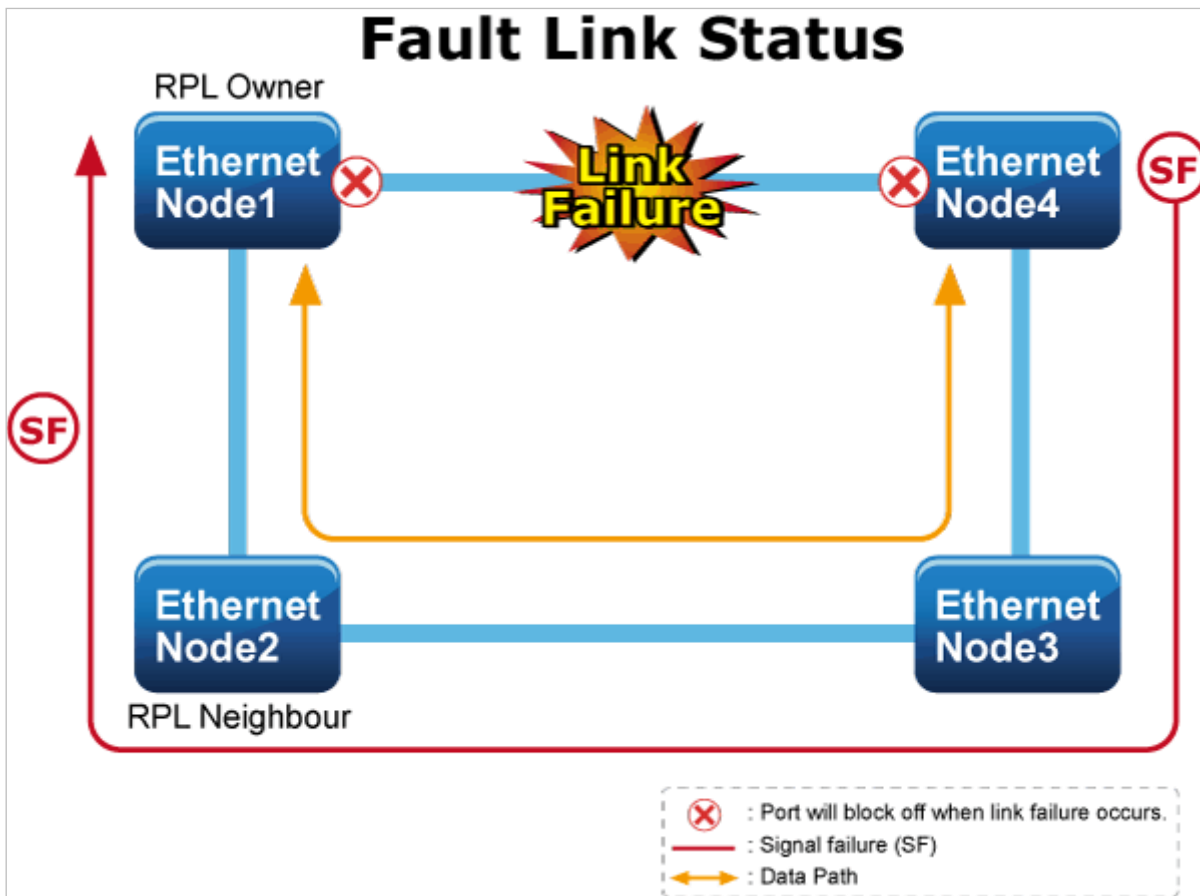 Fault Link Status
RPL Owner
Ethernet
Node1
Link
Failure
Ethernet
Node4
SF
SF
Ethernet
Node2
Ethernet
Node3
RPL Neighbour
: Port will block off when link failure occurs.
: Signal failure (SF)
: Data Path